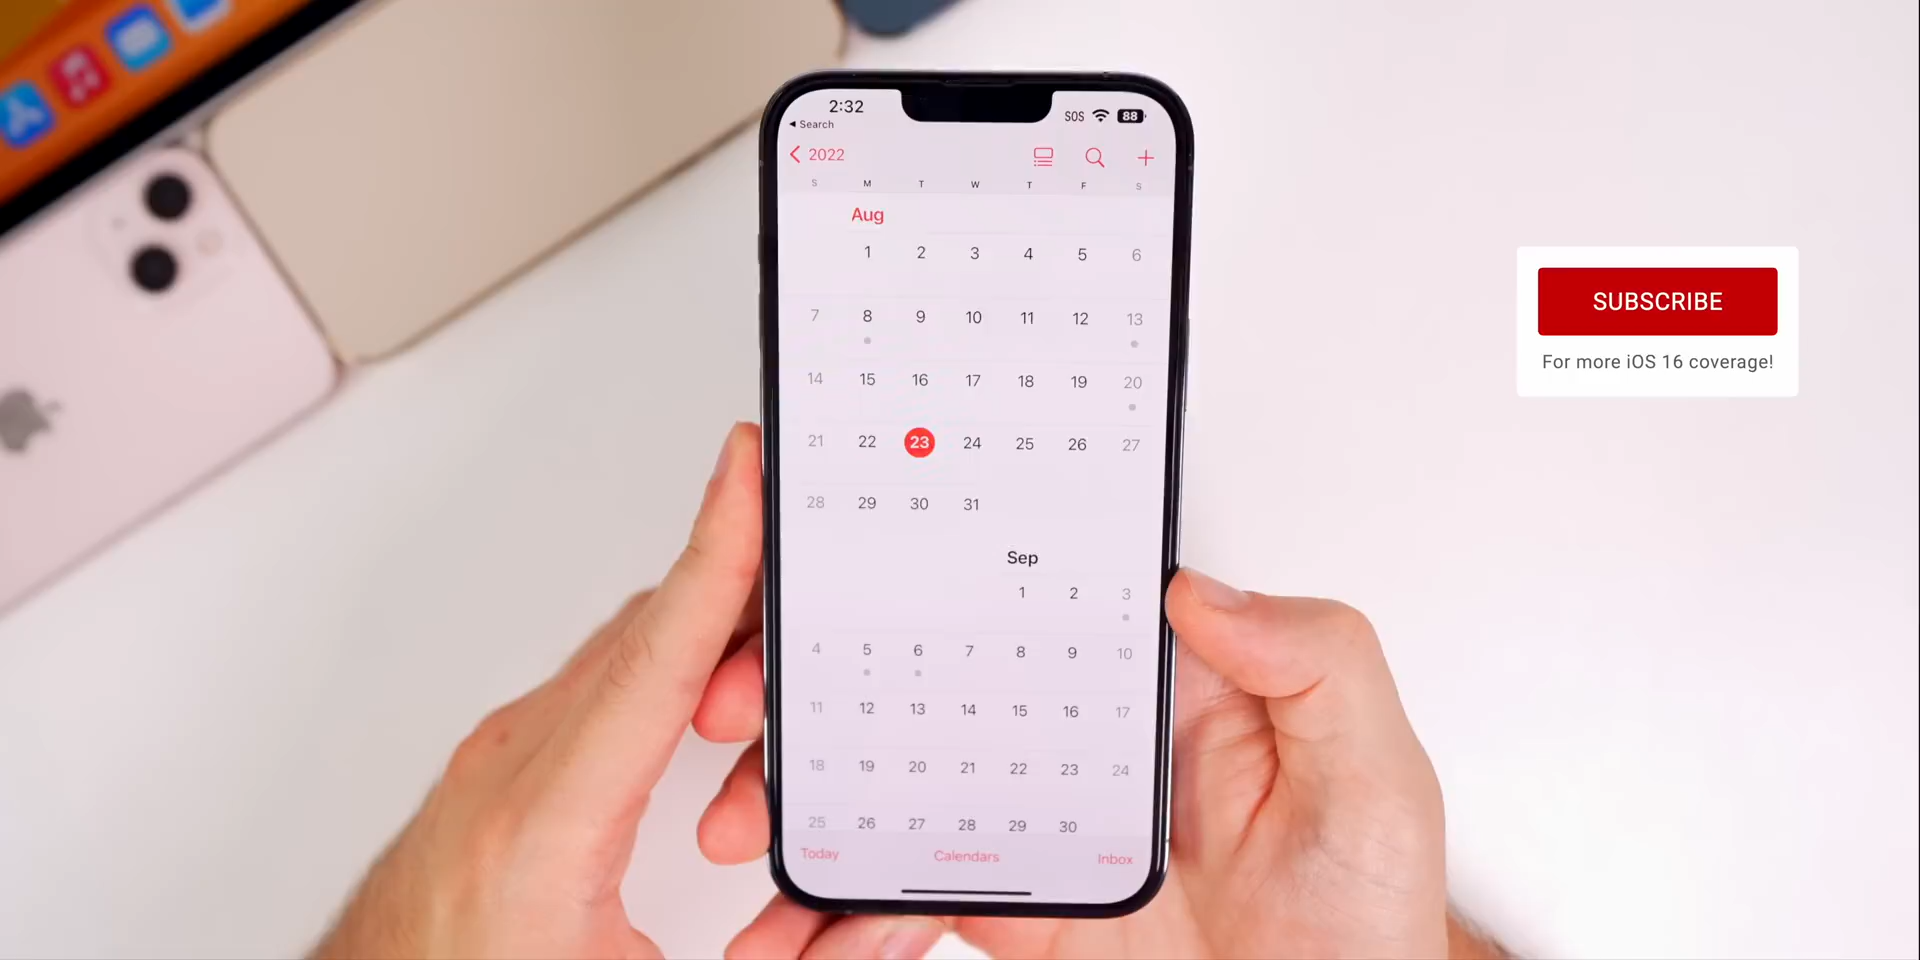 2:32
SOS 88
◀ Search
2022
S M T W T F S
Aug
1 2 3 4 5 6
7 8 9 10 11 12 13
14 15 16 17 18 19 20
21 22 23 24 25 26 27
28 29 30 31
Sep
1 2 3
4 5 6 7 8 9 10
11 12 13 14 15 16 17
18 19 20 21 22 23 24
25 26 27 28 29 30
Today Calendars Inbox
SUBSCRIBE
For more iOS 16 coverage!